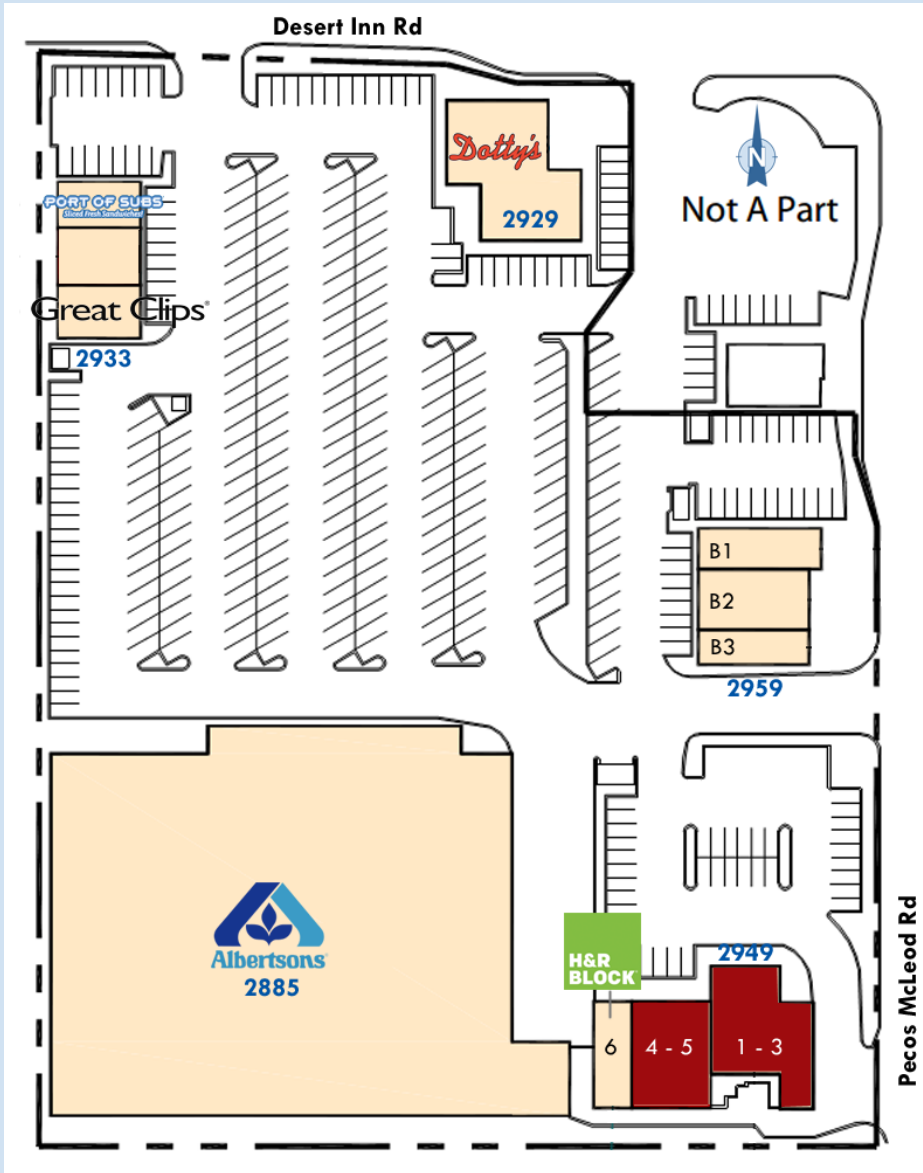 Desert Inn Rd
Dotty's
2929
N
Not A Part
PORT OF SUBS
Sliced Fresh Sandwiches
Great Clips
2933
B1
B2
B3
2959
Albertsons
2885
H&R
BLOCK
2949
6
4 - 5
1 - 3
Pecos McLeod Rd